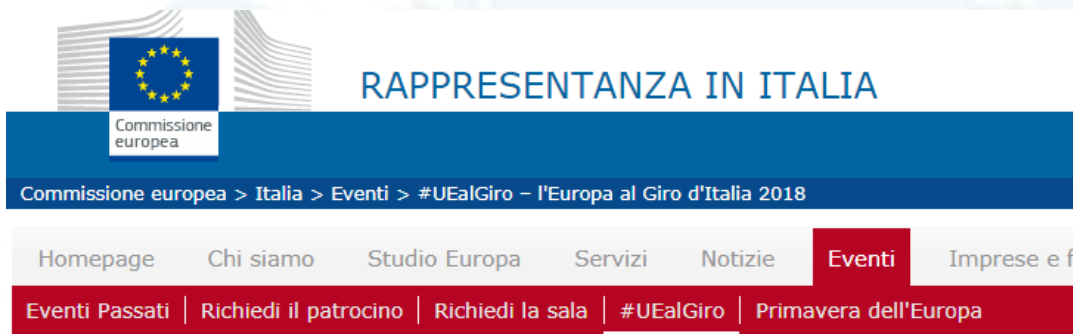 RAPPRESENTANZA IN ITALIA
Commissione
europea
Commissione europea > Italia > Eventi > #UEalGiro – l'Europa al Giro d'Italia 2018
Homepage Chi siamo Studio Europa Servizi Notizie Eventi Imprese e f
Eventi Passati | Richiedi il patrocino | Richiedi la sala | #UEalGiro | Primavera dell'Europa